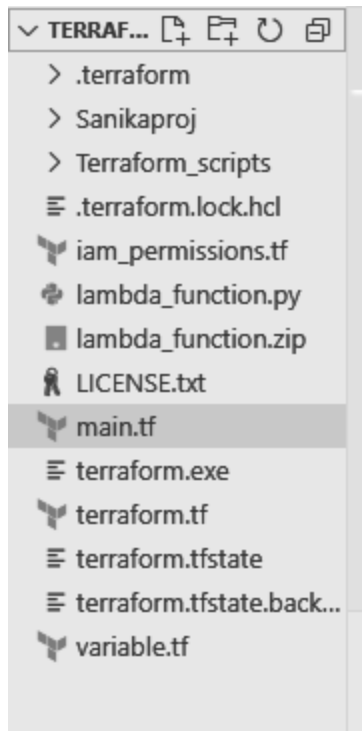 TERRAF...
.terraform
Sanikaproj
Terraform_scripts
.terraform.lock.hcl
iam_permissions.tf
lambda_function.py
lambda_function.zip
LICENSE.txt
main.tf
terraform.exe
terraform.tf
terraform.tfstate
terraform.tfstate.back...
variable.tf